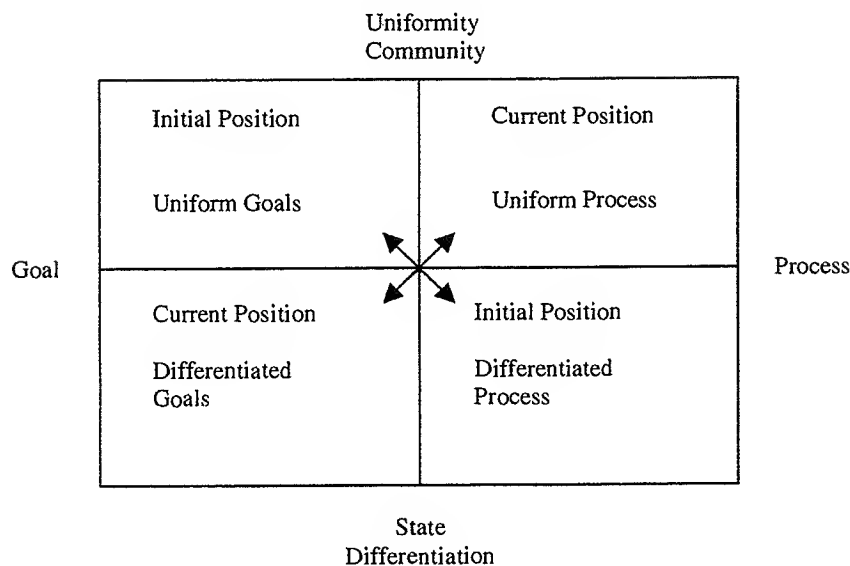 Uniformity
Community
Initial Position
Current Position
Uniform Goals
Uniform Process
Goal
Process
Current Position
Initial Position
Differentiated
Goals
Differentiated
Process
State
Differentiation